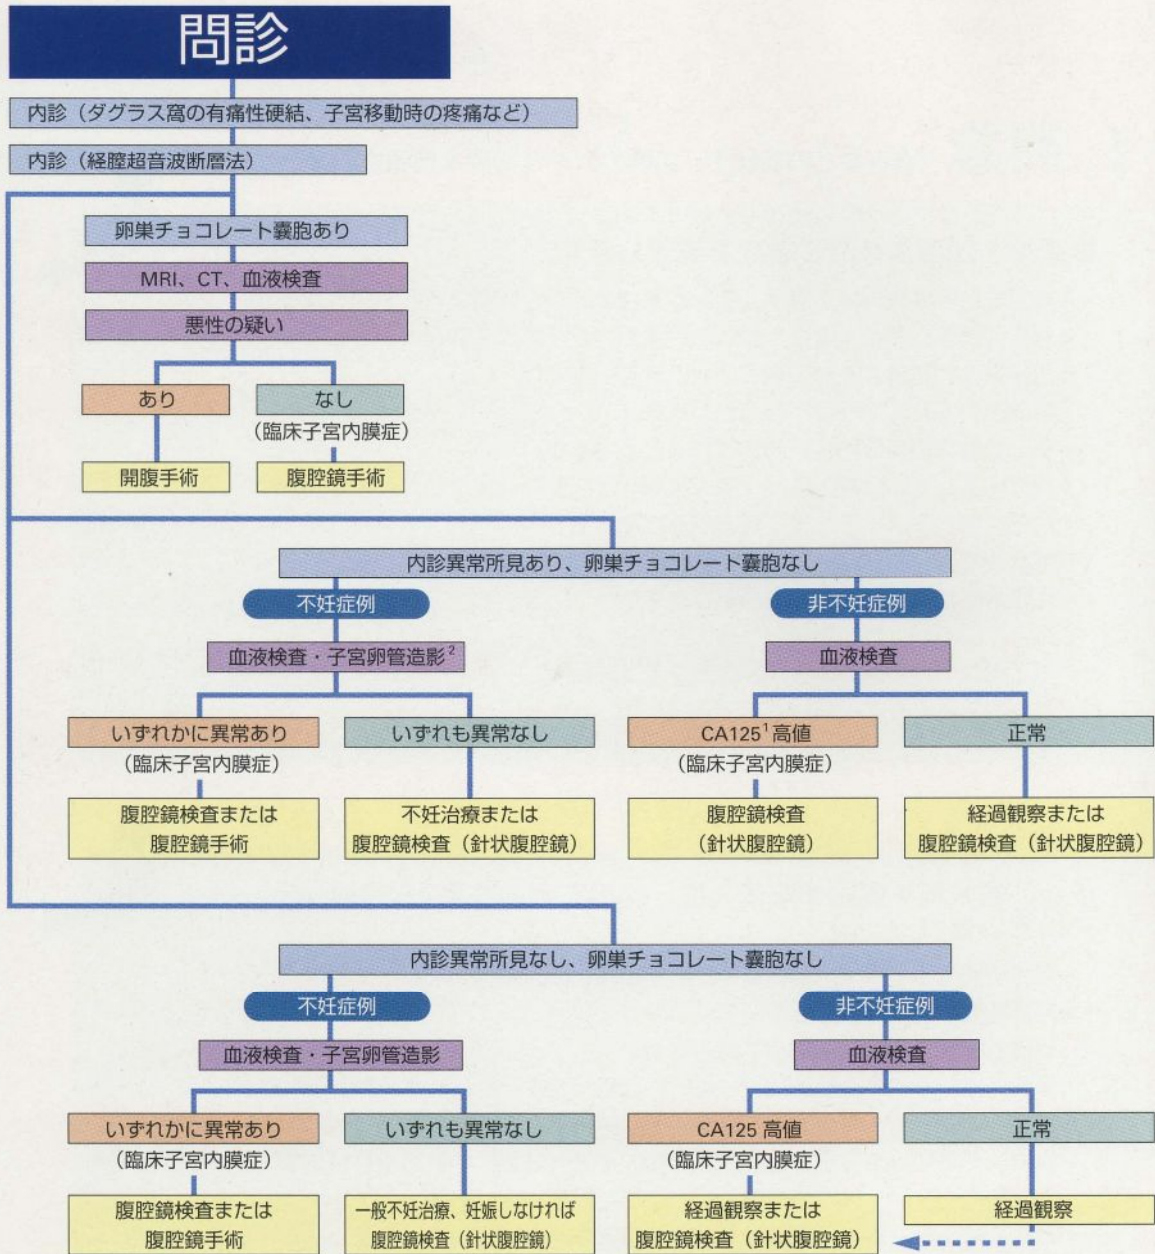 問診
内診（ダグラス窩の有痛性硬結、子宮移動時の疼痛など）
内診（経腟超音波断層法）
卵巣チョコレート嚢胞あり
MRI、CT、血液検査
悪性の疑い
あり
なし
（臨床子宮内膜症）
開腹手術
腹腔鏡手術
内診異常所見あり、卵巣チョコレート嚢胞なし
不妊症例
非不妊症例
血液検査・子宮卵管造影²
血液検査
いずれかに異常あり
（臨床子宮内膜症）
いずれも異常なし
CA125¹高値
（臨床子宮内膜症）
正常
腹腔鏡検査または
腹腔鏡手術
不妊治療または
腹腔鏡検査（針状腹腔鏡）
腹腔鏡検査
（針状腹腔鏡）
経過観察または
腹腔鏡検査（針状腹腔鏡）
内診異常所見なし、卵巣チョコレート嚢胞なし
不妊症例
非不妊症例
血液検査・子宮卵管造影
血液検査
いずれかに異常あり
（臨床子宮内膜症）
いずれも異常なし
CA125 高値
（臨床子宮内膜症）
正常
腹腔鏡検査または
腹腔鏡手術
一般不妊治療、妊娠しなければ
腹腔鏡検査（針状腹腔鏡）
経過観察または
腹腔鏡検査（針状腹腔鏡）
経過観察